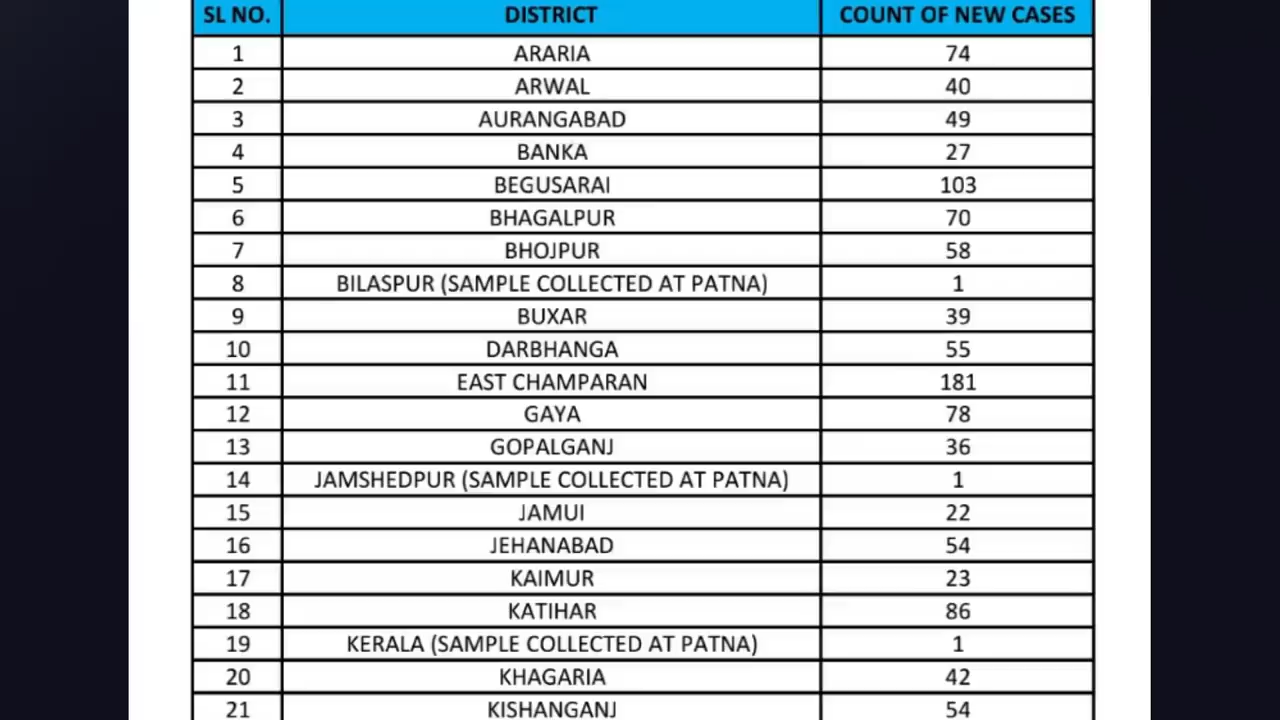 SL NO. DISTRICT COUNT OF NEW CASES
1 ARARIA 74
2 ARWAL 40
3 AURANGABAD 49
4 BANKA 27
5 BEGUSARAI 103
6 BHAGALPUR 70
7 BHOJPUR 58
8 BILASPUR (SAMPLE COLLECTED AT PATNA) 1
9 BUXAR 39
10 DARBHANGA 55
11 EAST CHAMPARAN 181
12 GAYA 78
13 GOPALGANJ 36
14 JAMSHEDPUR (SAMPLE COLLECTED AT PATNA) 1
15 JAMUI 22
16 JEHANABAD 54
17 KAIMUR 23
18 KATIHAR 86
19 KERALA (SAMPLE COLLECTED AT PATNA) 1
20 KHAGARIA 42
21 KISHANGANJ 54